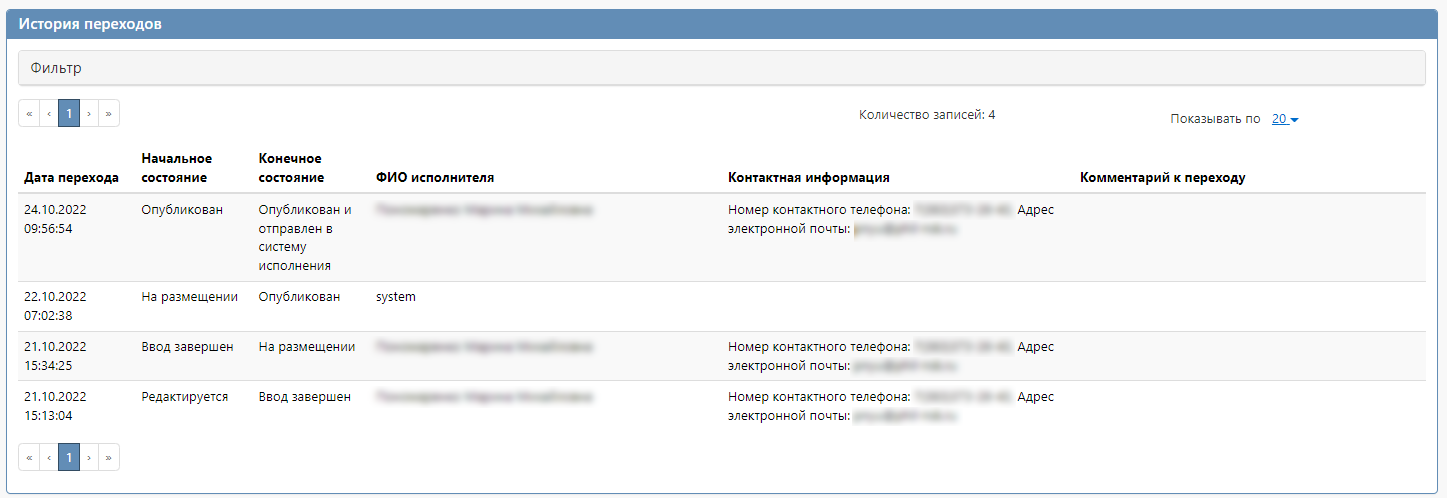 История переходов
Фильтр
« ‹ 1 › »
Количество записей: 4
Показывать по 20
Дата перехода
Начальное
состояние
Конечное
состояние
ФИО исполнителя
Контактная информация
Комментарий к переходу
24.10.2022
09:56:54
Опубликован
Опубликован и
отправлен в
систему
исполнения
Номер контактного телефона: Адрес
электронной почты:
22.10.2022
07:02:38
На размещении
Опубликован
system
21.10.2022
15:34:25
Ввод завершен
На размещении
Номер контактного телефона: Адрес
электронной почты:
21.10.2022
15:13:04
Редактируется
Ввод завершен
Номер контактного телефона: Адрес
электронной почты:
« ‹ 1 › »